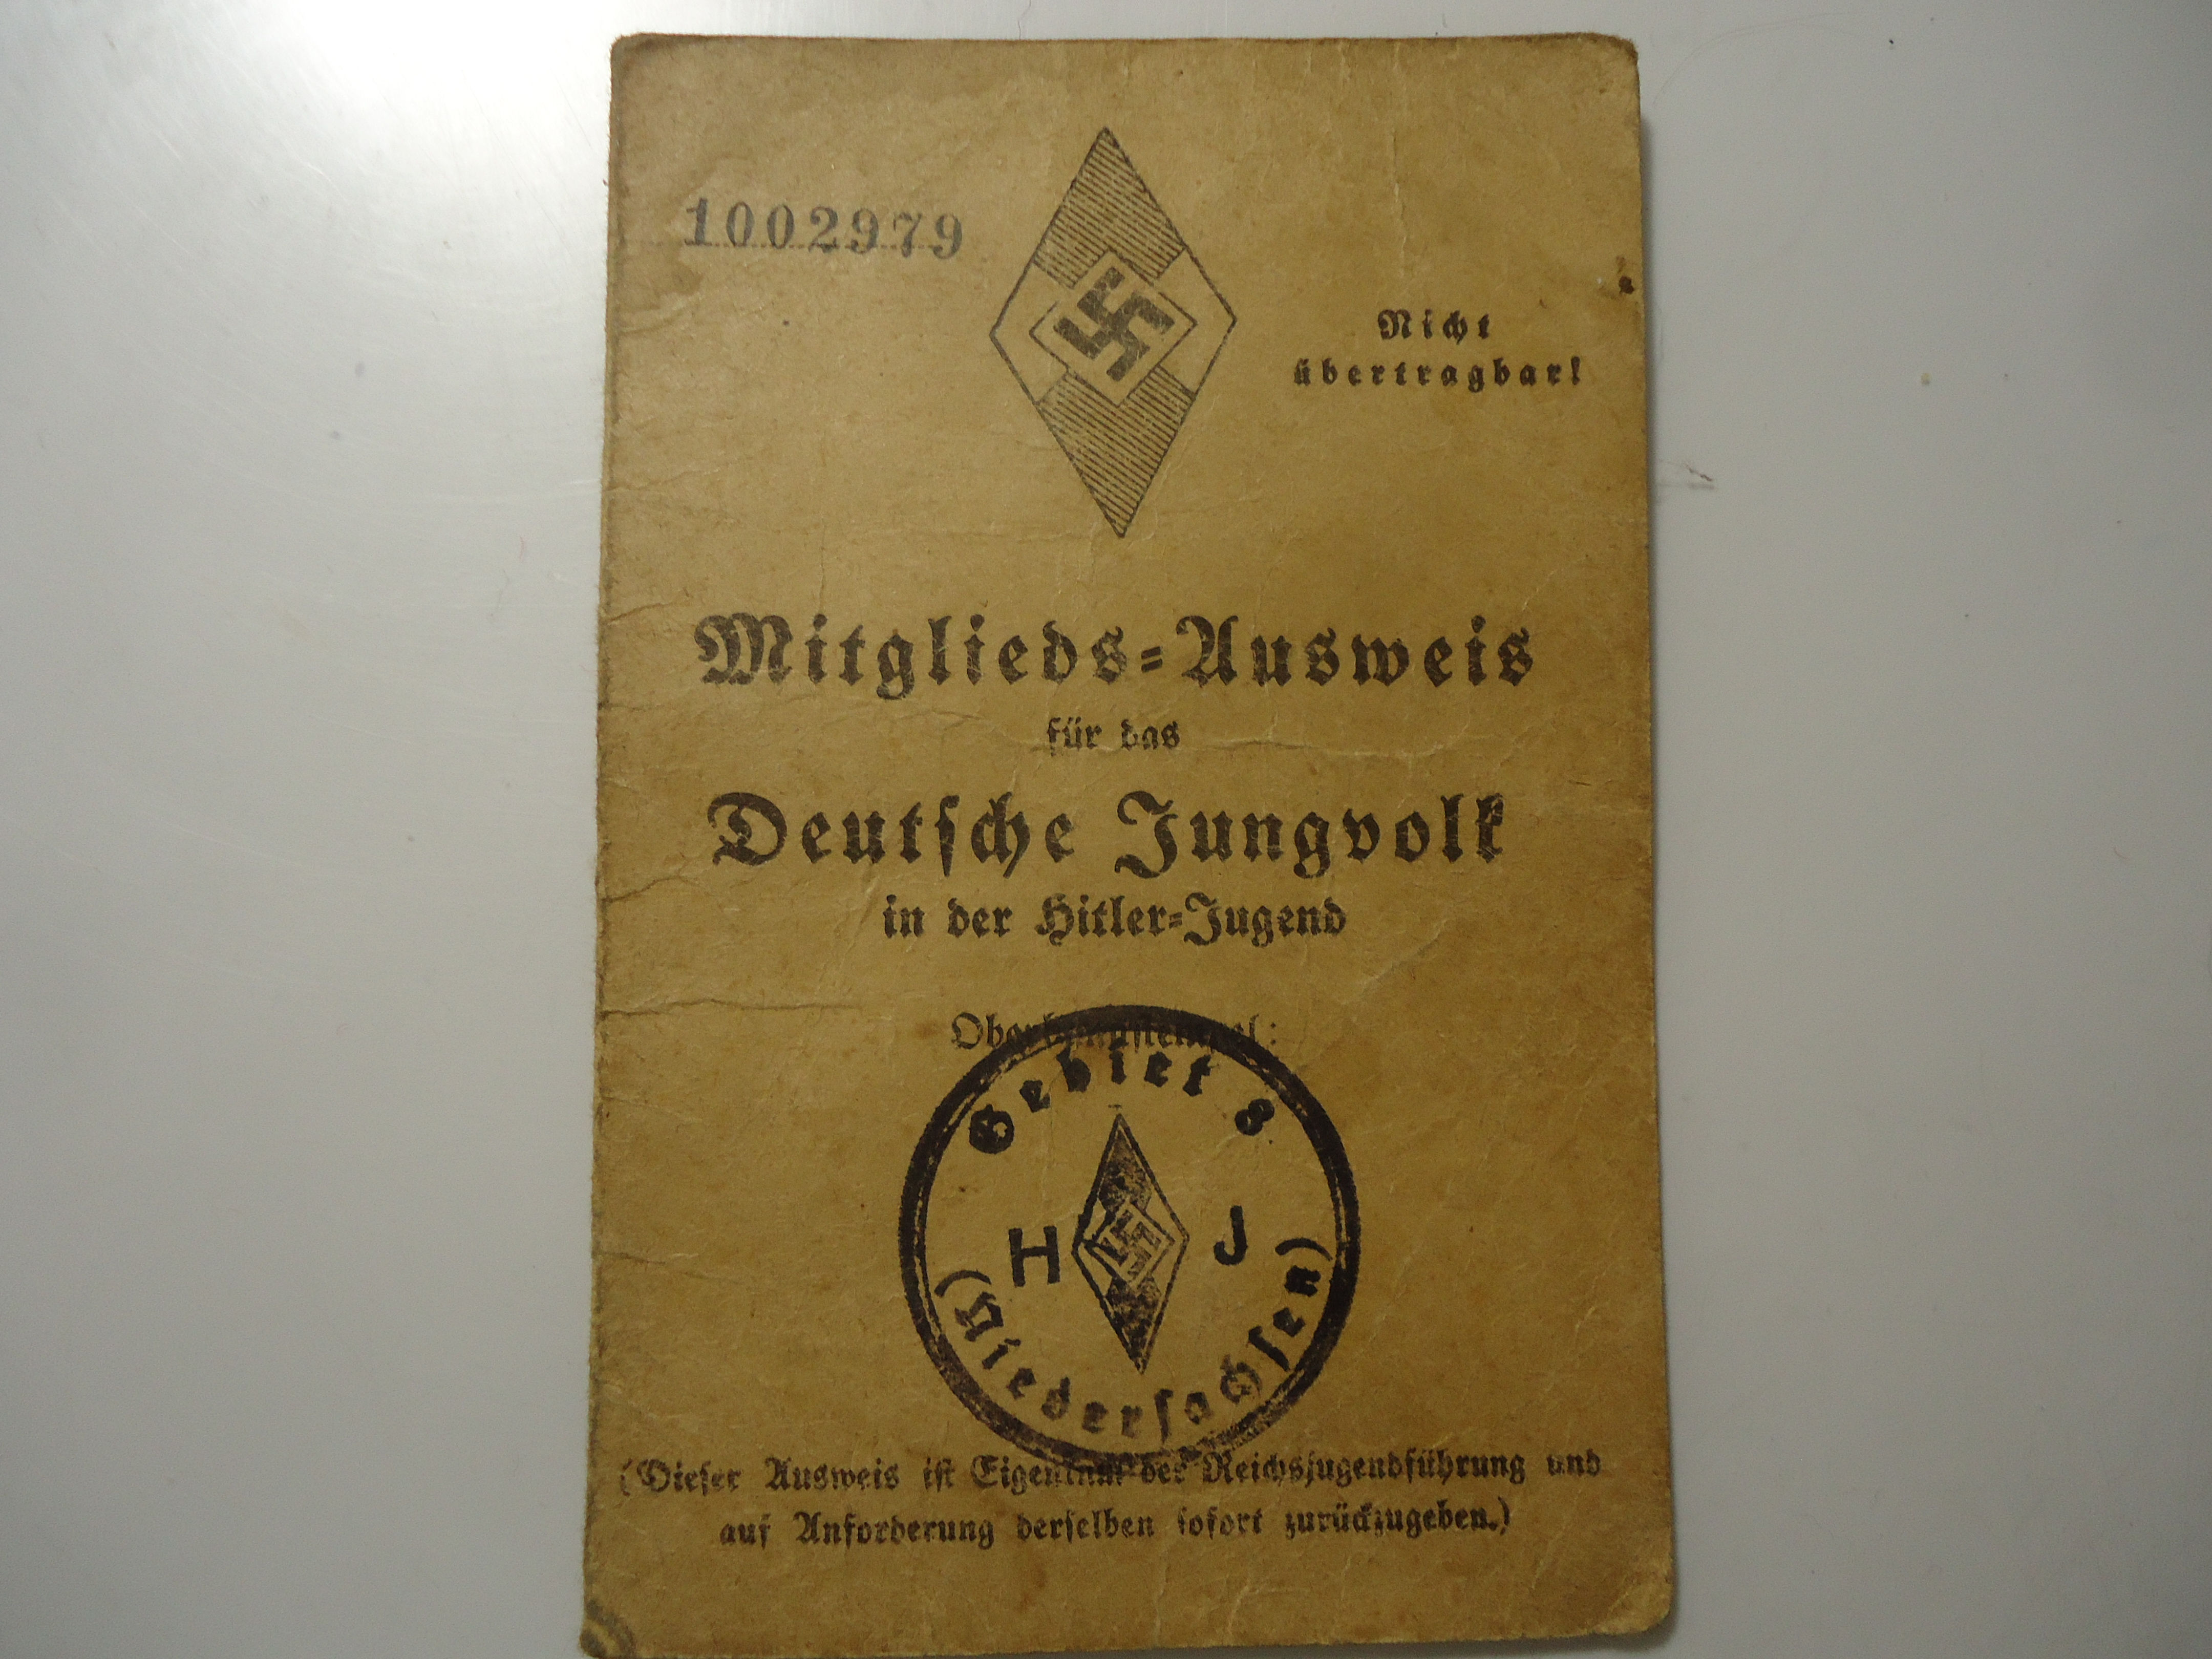 1002979
Nicht
übertragbar!
Mitglieds=Ausweis
für das
Deutsche Jungvolk
in der Hitler=Jugend
Gebiet 8
H J
(Niedersachsen)
(Dieser Ausweis ist Eigentum der Reichsjugendführung und
auf Anforderung derselben sofort zurückzugeben.)